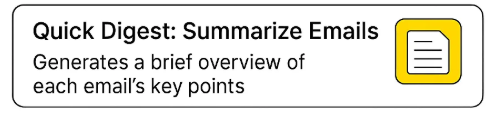 Quick Digest: Summarize Emails
Generates a brief overview of
each email’s key points